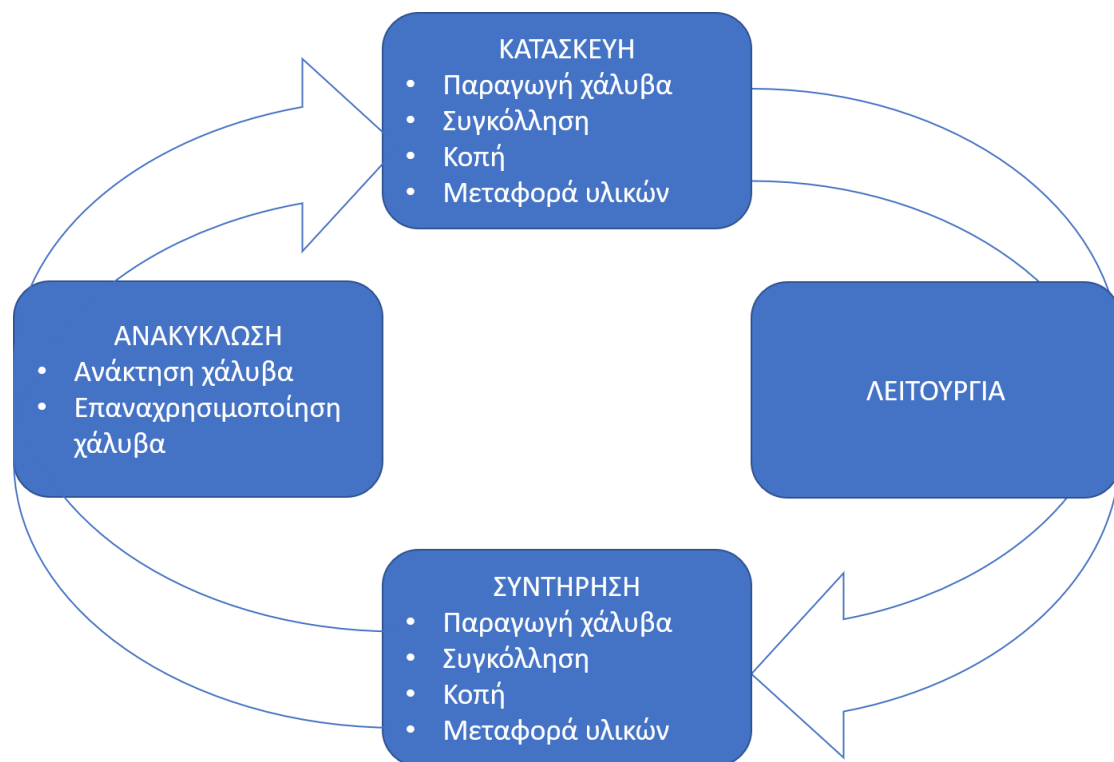 ΚΑΤΑΣΚΕΥΗ
• Παραγωγή χάλυβα
• Συγκόλληση
• Κοπή
• Μεταφορά υλικών
ΑΝΑΚΥΚΛΩΣΗ
• Ανάκτηση χάλυβα
• Επαναχρησιμοποίηση
χάλυβα
ΛΕΙΤΟΥΡΓΙΑ
ΣΥΝΤΗΡΗΣΗ
• Παραγωγή χάλυβα
• Συγκόλληση
• Κοπή
• Μεταφορά υλικών